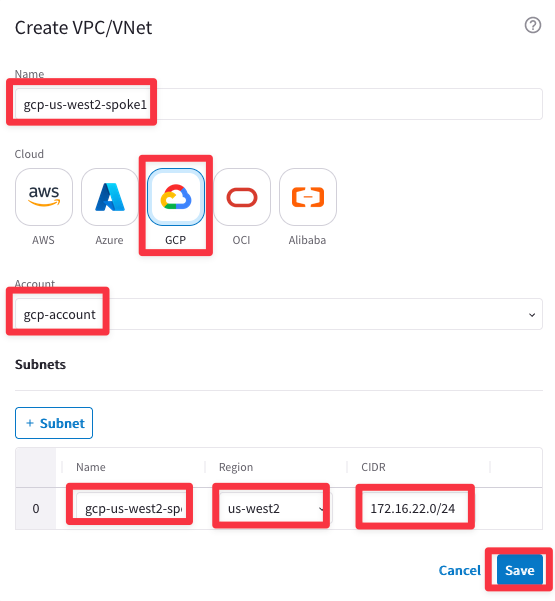 Create VPC/VNet
Name
gcp-us-west2-spoke1
Cloud
aws
AWS Azure GCP OCI Alibaba
Account
gcp-account
Subnets
+ Subnet
Name Region CIDR
0 gcp-us-west2-spo us-west2 172.16.22.0/24
Cancel Save